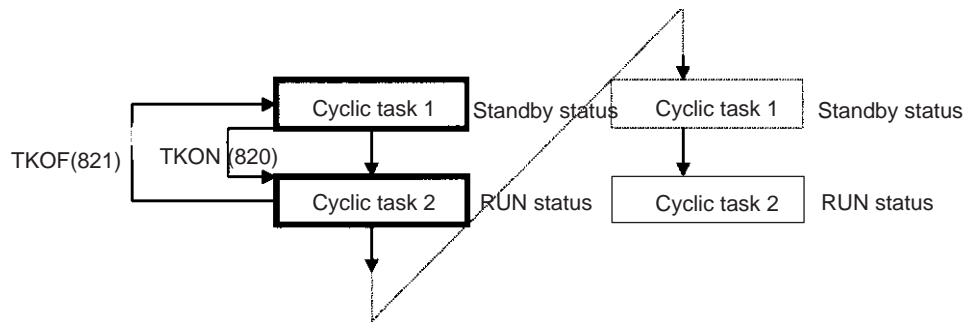 Cyclic task 1
Standby status
Cyclic task 1
Standby status
TKOF(821)
TKON (820)
Cyclic task 2
RUN status
Cyclic task 2
RUN status